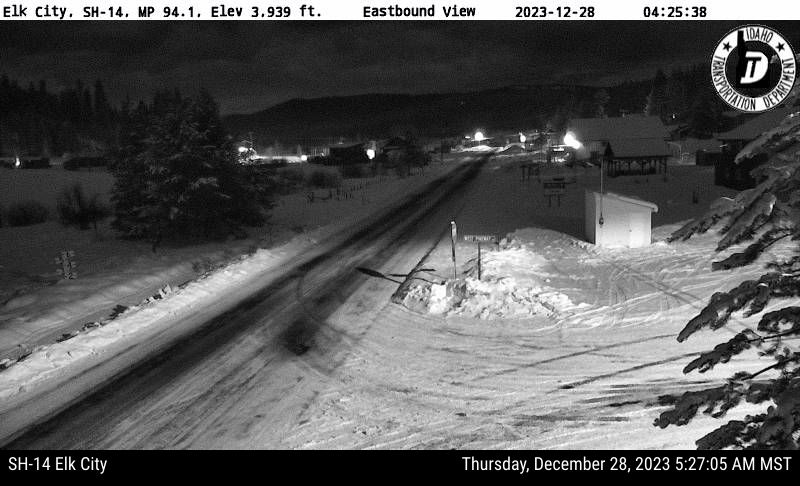 Elk City, SH-14, MP 94.1, Elev 3,939 ft. Eastbound View 2023-12-28 04:25:38
IDAHO
TRANSPORTATION DEPARTMENT
SH-14 Elk City Thursday, December 28, 2023 5:27:05 AM MST